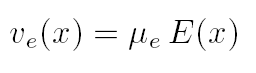 v_e(x) = μ_e E(x)